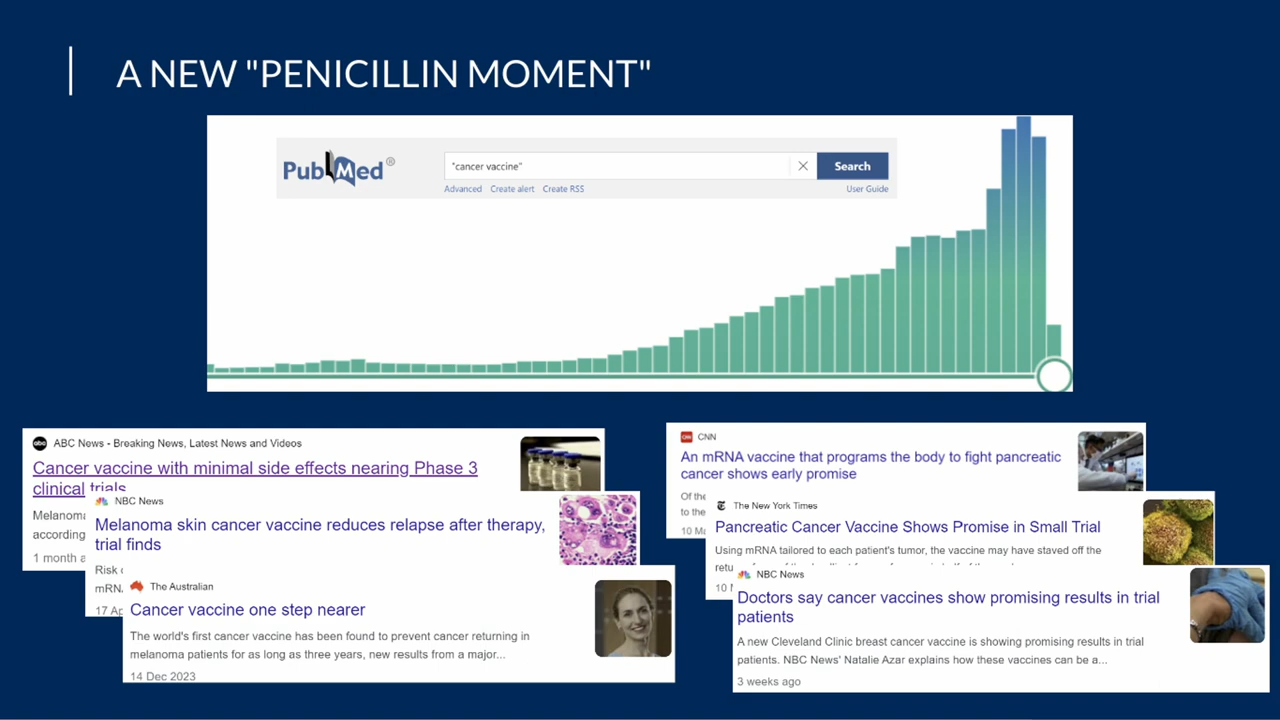 A NEW "PENICILLIN MOMENT"
PubMed®
"cancer vaccine"
Search
Advanced Create alert Create RSS
User Guide
ABC News - Breaking News, Latest News and Videos
Cancer vaccine with minimal side effects nearing Phase 3
clinical trials
Melanoma
according
1 month a
NBC News
Melanoma skin cancer vaccine reduces relapse after therapy,
trial finds
Risk
mRNA
17 Ap
The Australian
Cancer vaccine one step nearer
The world's first cancer vaccine has been found to prevent cancer returning in
melanoma patients for as long as three years, new results from a major...
14 Dec 2023
CNN
An mRNA vaccine that programs the body to fight pancreatic
cancer shows early promise
Of the
to the
10 Ma
The New York Times
Pancreatic Cancer Vaccine Shows Promise in Small Trial
Using mRNA tailored to each patient's tumor, the vaccine may have staved off the
10
NBC News
Doctors say cancer vaccines show promising results in trial
patients
A new Cleveland Clinic breast cancer vaccine is showing promising results in trial
patients. NBC News' Natalie Azar explains how these vaccines can be a...
3 weeks ago